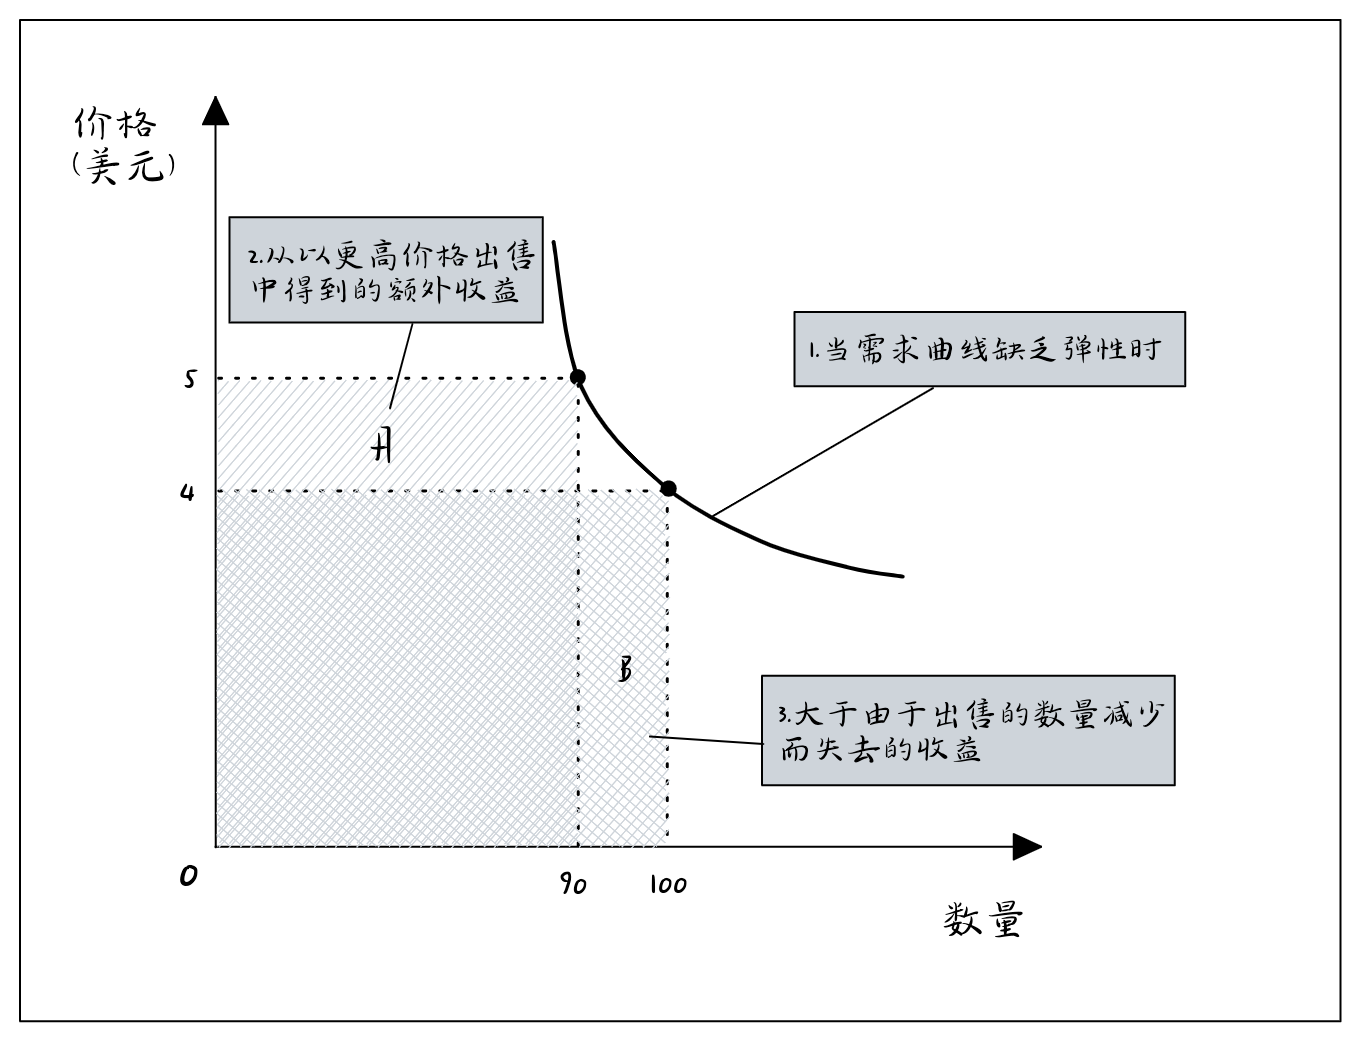 价格
(美元)
2.从以更高价格出售
中得到的额外收益
1.当需求曲线缺乏弹性时
5
A
4
B
3.大于由于出售的数量减少
而失去的收益
0
90
100
数量